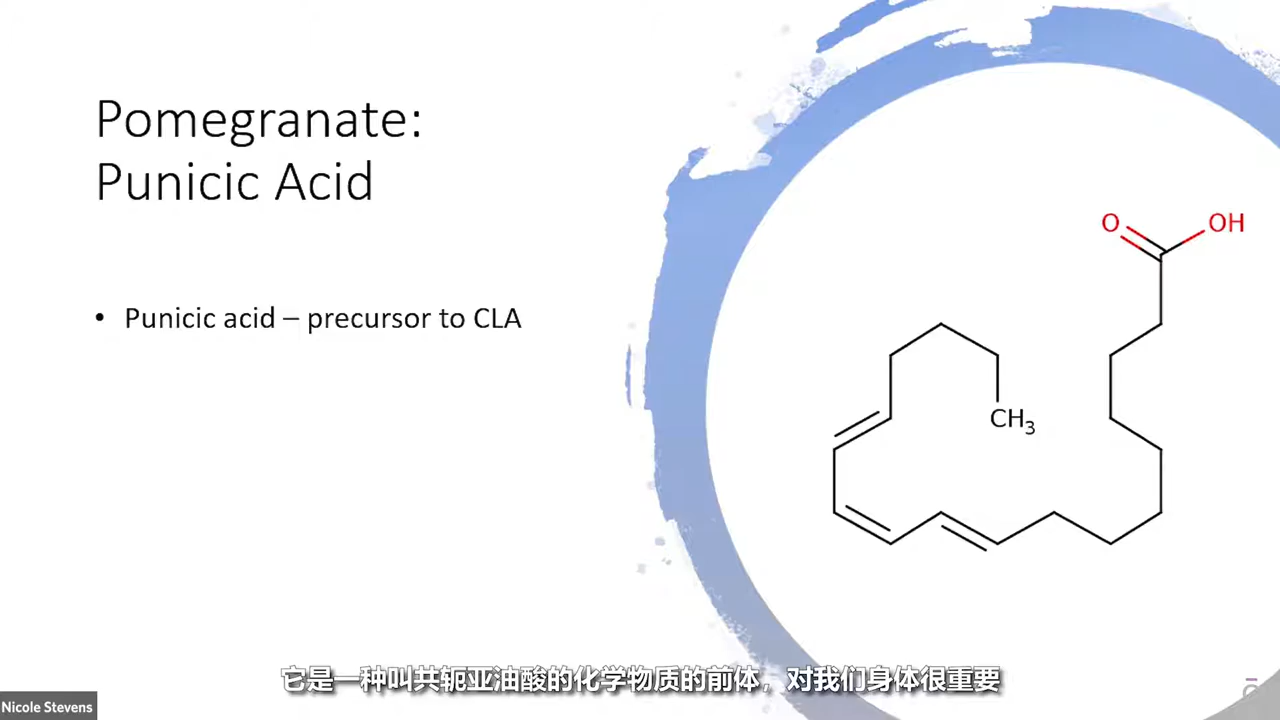 Pomegranate:
Punicic Acid
• Punicic acid – precursor to CLA
O
OH
CH3
它是一种叫共轭亚油酸的化学物质的前体，对我们身体很重要
Nicole Stevens